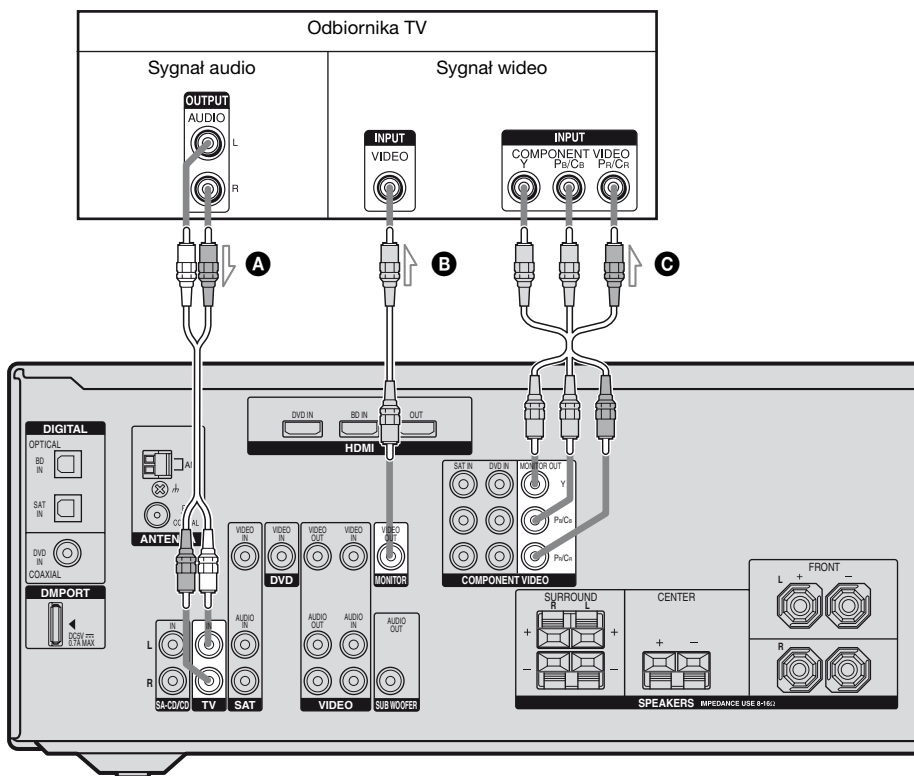 Odbiornika TV
Sygnał audio
Sygnał wideo
OUTPUT
AUDIO
L
R
INPUT
VIDEO
INPUT
COMPONENT VIDEO
Y PB/CB PR/CR
A
B
C
DIGITAL
OPTICAL
BD
IN
SAT
IN
DVD
IN
COAXIAL
DMPORT
DC5V
0.7A MAX
ANTENNA
DVD IN
BD IN
OUT
HDMI
SAT IN
DVD IN
MONITOR OUT
Y
PB/CB
PR/CR
COMPONENT VIDEO
VIDEO
IN
VIDEO
IN
VIDEO
OUT
VIDEO
IN
VIDEO
OUT
DVD
MONITOR
IN
IN
AUDIO
IN
AUDIO
OUT
AUDIO
IN
AUDIO
OUT
L
R
SA-CD/CD
TV
SAT
VIDEO
SUB WOOFER
SURROUND
R L
+ +
– –
CENTER
+ –
FRONT
L + –
R
SPEAKERS IMPEDANCE USE 8-16Ω